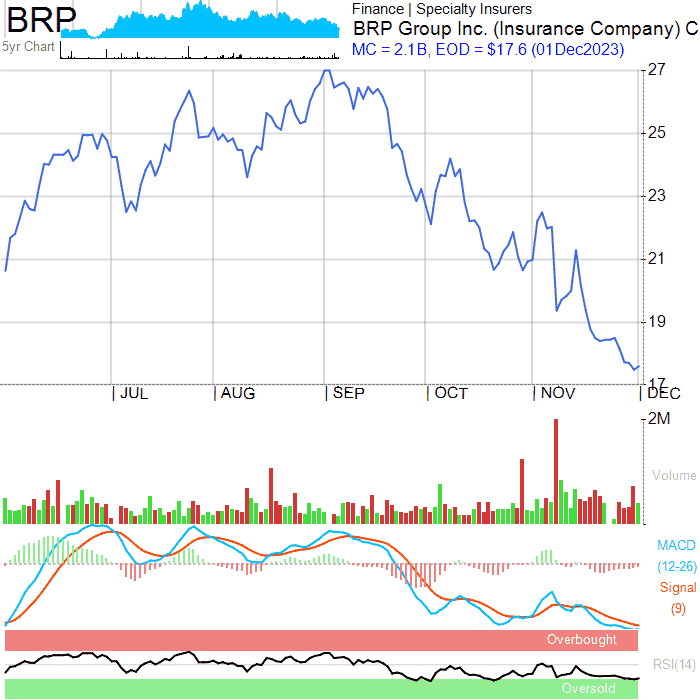 BRP
5yr Chart
Finance | Specialty Insurers
BRP Group Inc. (Insurance Company) C
MC = 2.1B, EOD = $17.6 (01Dec2023)
27
25
23
21
19
17
JUL AUG SEP OCT NOV DEC
2M
Volume
MACD
(12-26)
Signal
(9)
Overbought
RSI(14)
Oversold